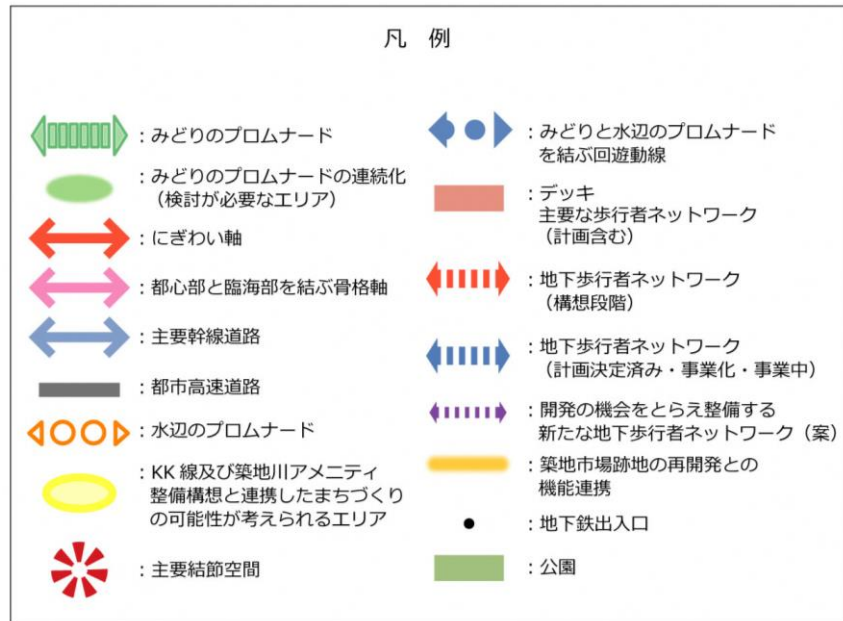 凡 例
：みどりのプロムナード
：みどりのプロムナードの連続化
（検討が必要なエリア）
：にぎわい軸
：都心部と臨海部を結ぶ骨格軸
：主要幹線道路
：都市高速道路
：水辺のプロムナード
：KK 線及び築地川アメニティ
整備構想と連携したまちづくり
の可能性が考えられるエリア
：主要結節空間
：みどりと水辺のプロムナード
を結ぶ回遊動線
：デッキ
主要な歩行者ネットワーク
（計画含む）
：地下歩行者ネットワーク
（構想段階）
：地下歩行者ネットワーク
（計画決定済み・事業化・事業中）
：開発の機会をとらえ整備する
新たな地下歩行者ネットワーク（案）
：築地市場跡地の再開発との
機能連携
：地下鉄出入口
：公園